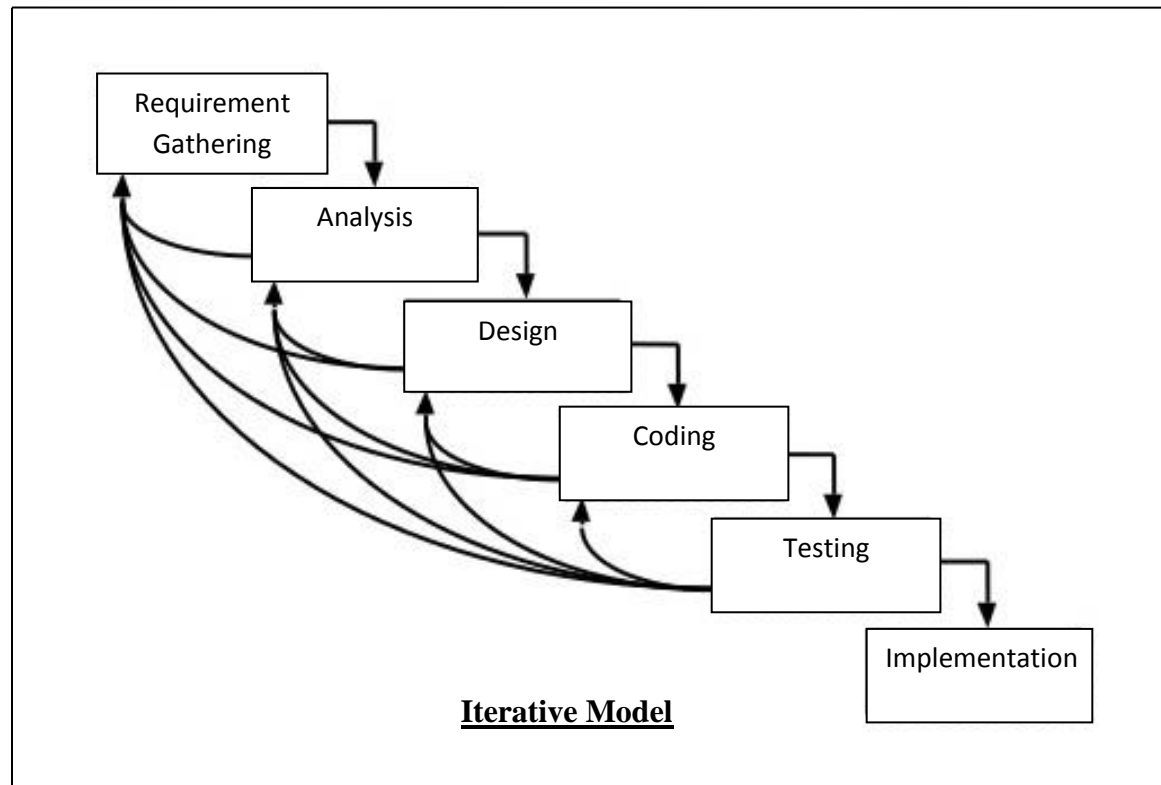 Requirement
Gathering
Analysis
Design
Coding
Testing
Implementation
Iterative Model